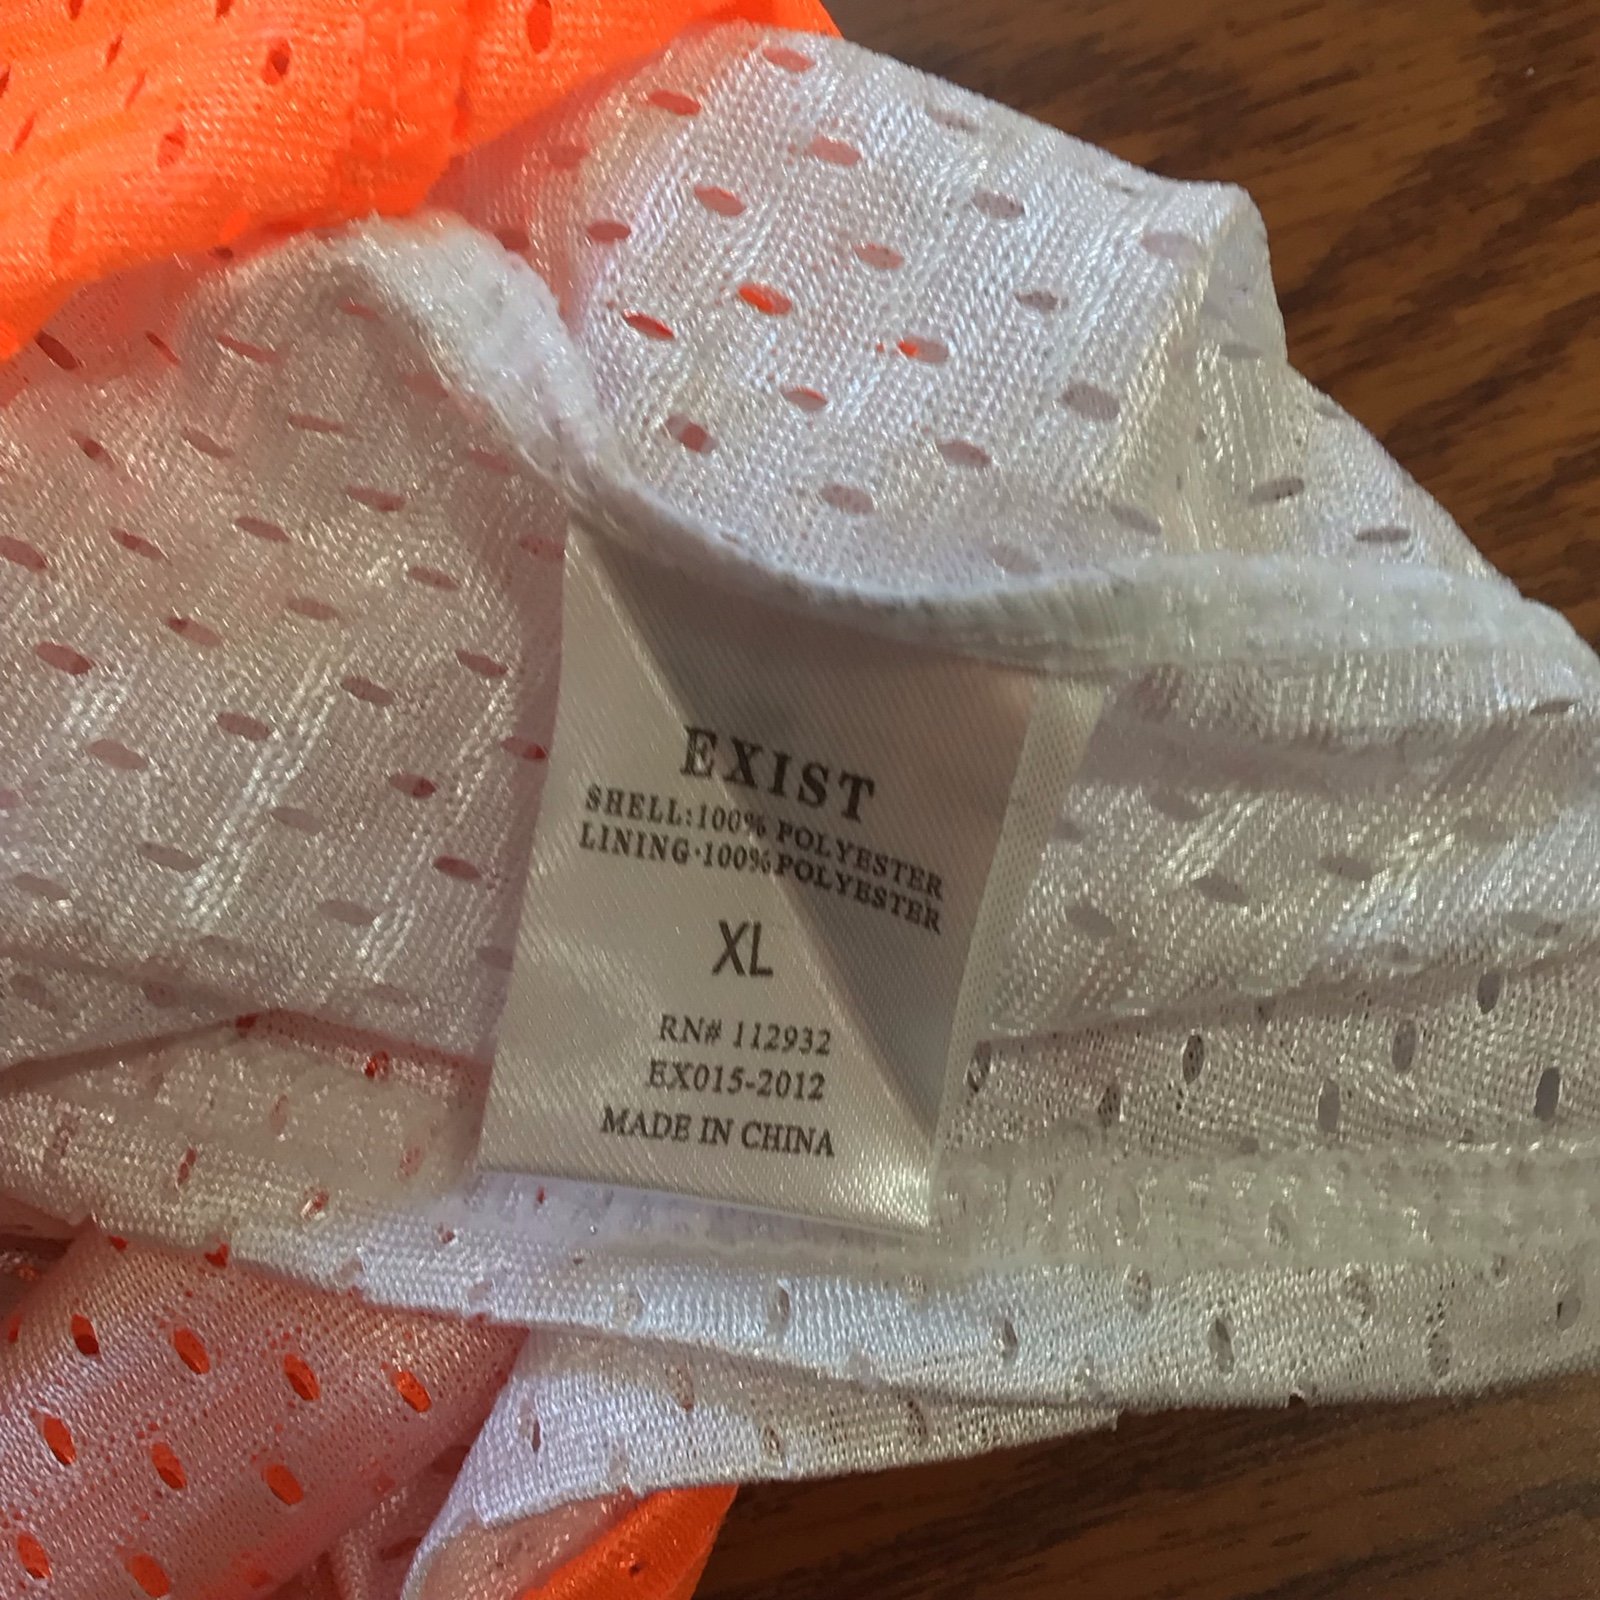 EXIST
SHELL:100% POLYESTER
LINING·100%POLYESTER
XL
RN# 112932
EX015-2012
MADE IN CHINA